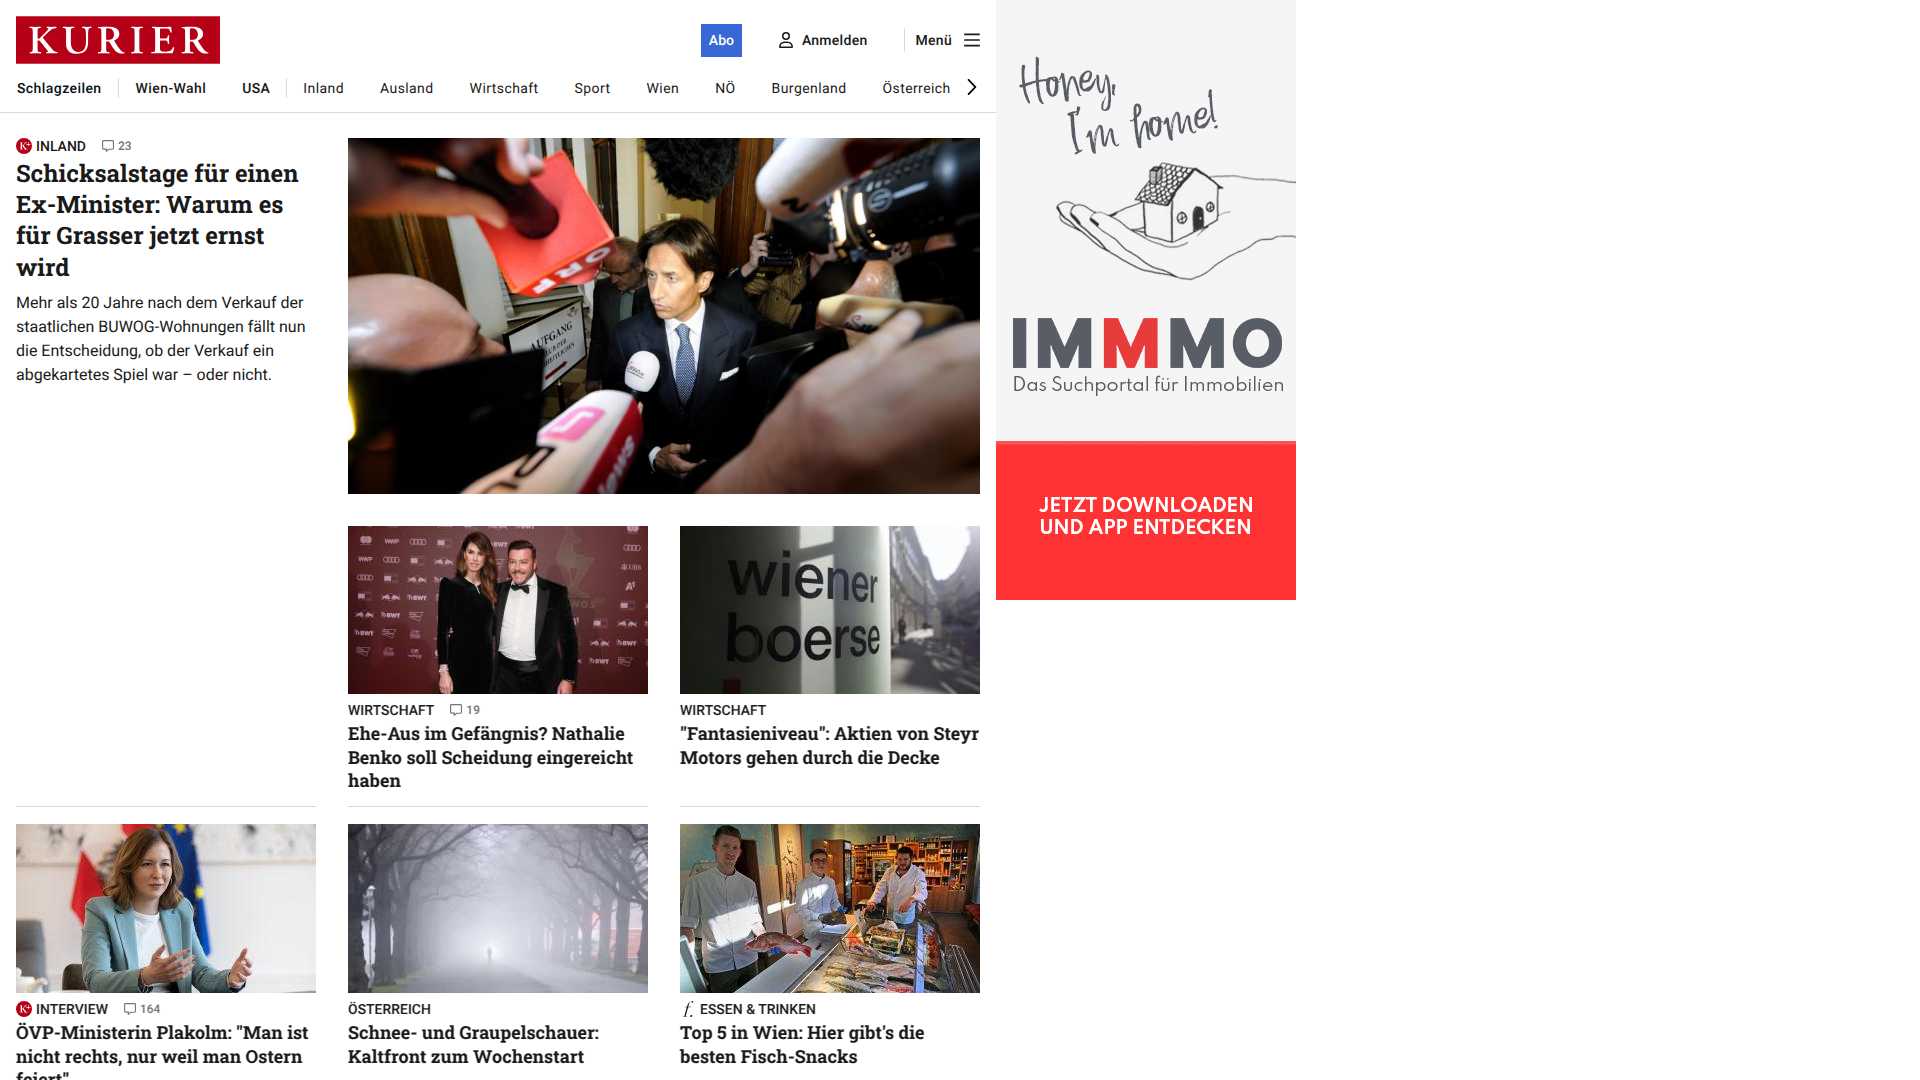 KURIER
Abo
Anmelden
Menü
Schlagzeilen
Wien-Wahl
USA
Inland
Ausland
Wirtschaft
Sport
Wien
NÖ
Burgenland
Österreich
K+ INLAND 23
Schicksalstage für einen
Ex-Minister: Warum es
für Grasser jetzt ernst
wird
Mehr als 20 Jahre nach dem Verkauf der
staatlichen BUWOG-Wohnungen fällt nun
die Entscheidung, ob der Verkauf ein
abgekartetes Spiel war – oder nicht.
ORF
AUFGANG
news
wiener
boerse
WIRTSCHAFT 19
Ehe-Aus im Gefängnis? Nathalie
Benko soll Scheidung eingereicht
haben
WIRTSCHAFT
"Fantasieniveau": Aktien von Steyr
Motors gehen durch die Decke
K+ INTERVIEW 164
ÖVP-Ministerin Plakolm: "Man ist
nicht rechts, nur weil man Ostern
feiert"
ÖSTERREICH
Schnee- und Graupelschauer:
Kaltfront zum Wochenstart
f. ESSEN & TRINKEN
Top 5 in Wien: Hier gibt's die
besten Fisch-Snacks
Honey,
I'm home!
IMMMO
Das Suchportal für Immobilien
JETZT DOWNLOADEN
UND APP ENTDECKEN